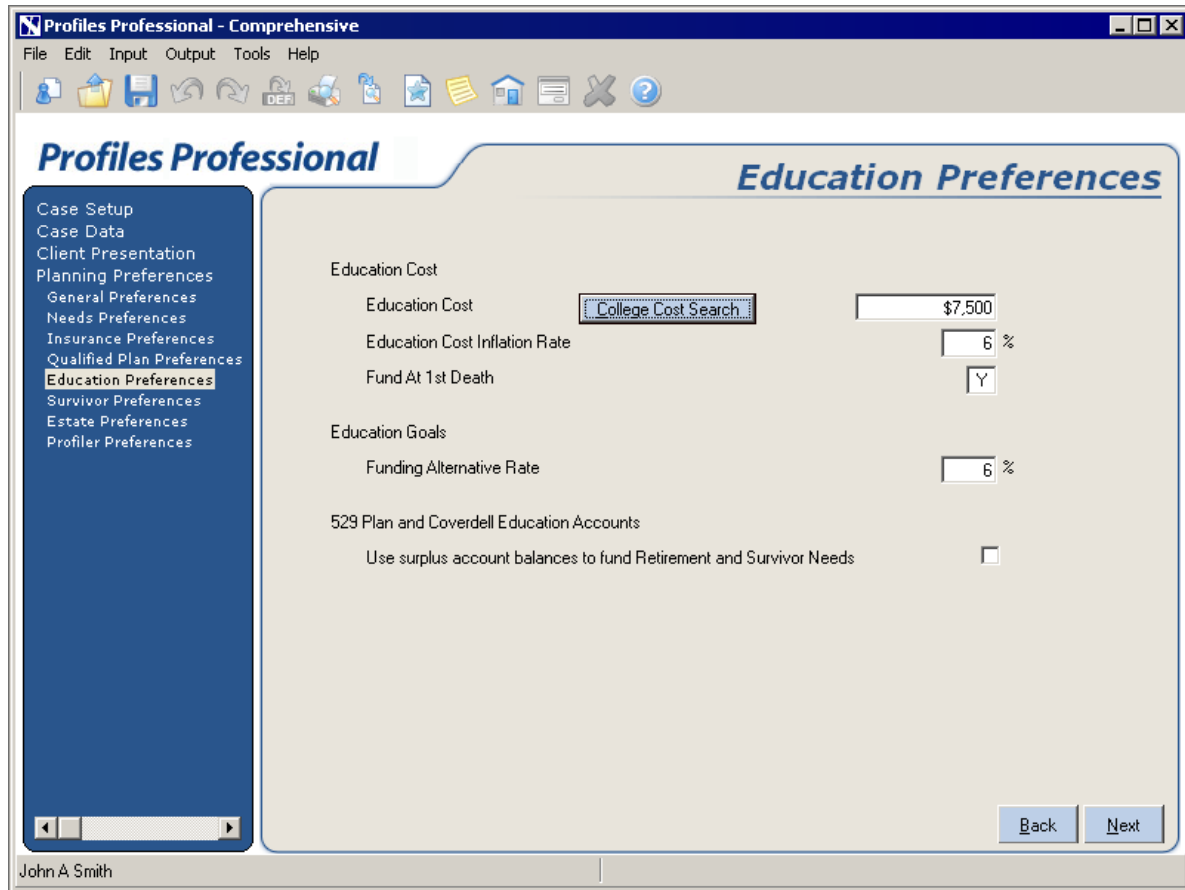 Profiles Professional - Comprehensive
File Edit Input Output Tools Help
DEF
Profiles Professional
Education Preferences
Case Setup
Case Data
Client Presentation
Planning Preferences
General Preferences
Needs Preferences
Insurance Preferences
Qualified Plan Preferences
Education Preferences
Survivor Preferences
Estate Preferences
Profiler Preferences
Education Cost
Education Cost College Cost Search $7,500
Education Cost Inflation Rate 6 %
Fund At 1st Death Y
Education Goals
Funding Alternative Rate 6 %
529 Plan and Coverdell Education Accounts
Use surplus account balances to fund Retirement and Survivor Needs
Back Next
John A Smith